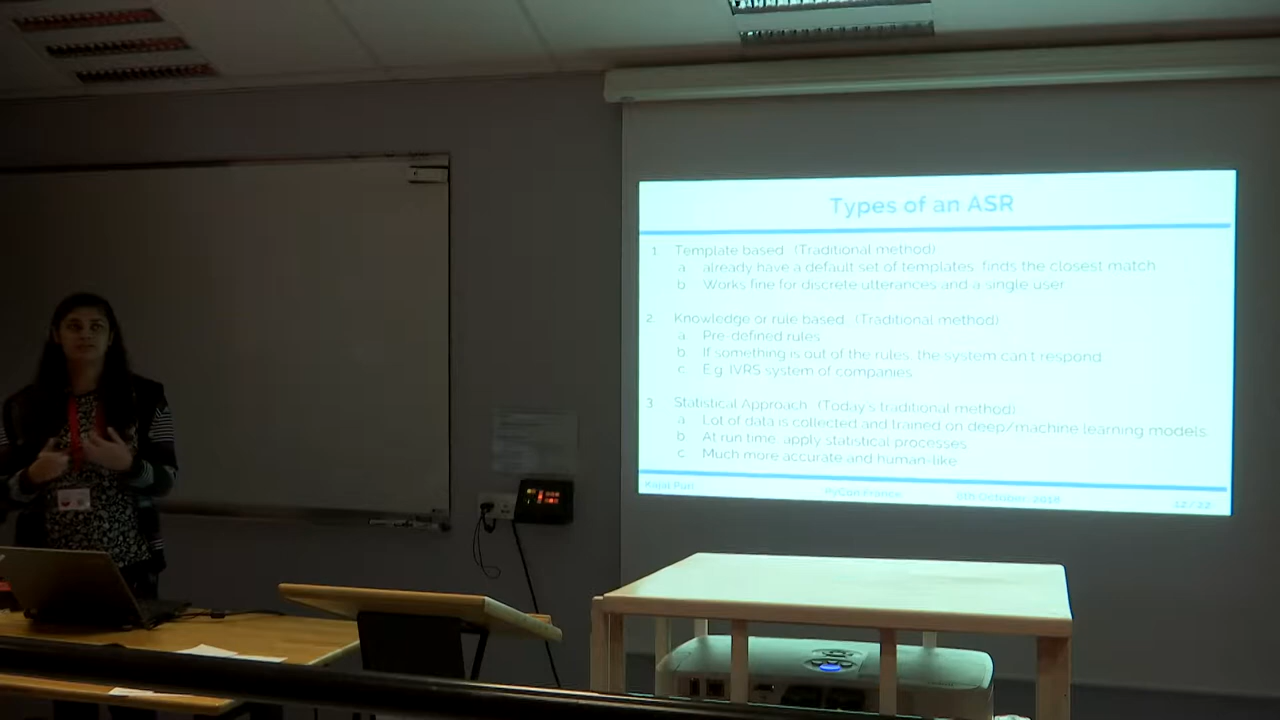 Types of an ASR
1. Template based (Traditional method)
a. already have a default set of templates, finds the closest match
b. Works fine for discrete utterances and a single user
2. Knowledge or rule based (Traditional method)
a. Pre-defined rules
b. If something is out of the rules, the system can't respond
c. E.g. IVRS system of companies
3. Statistical Approach (Today's traditional method)
a. Lot of data is collected and trained on deep/machine learning models
b. At run time, apply statistical processes
c. Much more accurate and human-like
Kajal Puri PyCon France October, 2018 12 / 22